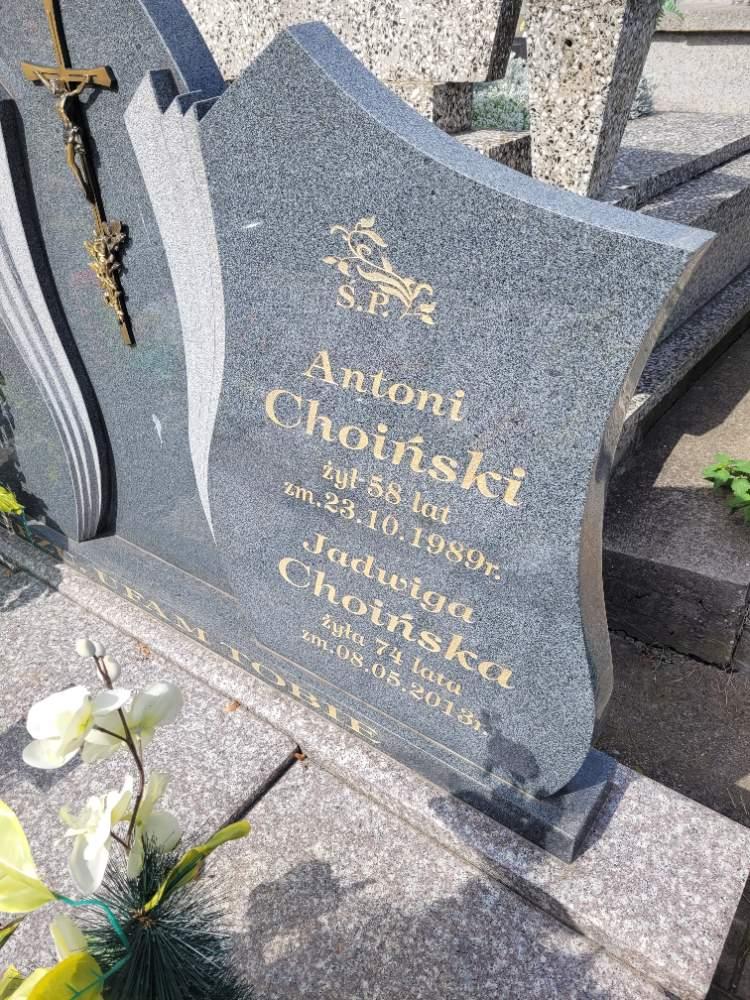 Ś.P.
Antoni
Choiński
żył 58 lat
zm.23.10.1989r.
Jadwiga
Choińska
żyła 74 lata
zm.08.05.2013r.
UFAM TOBIE